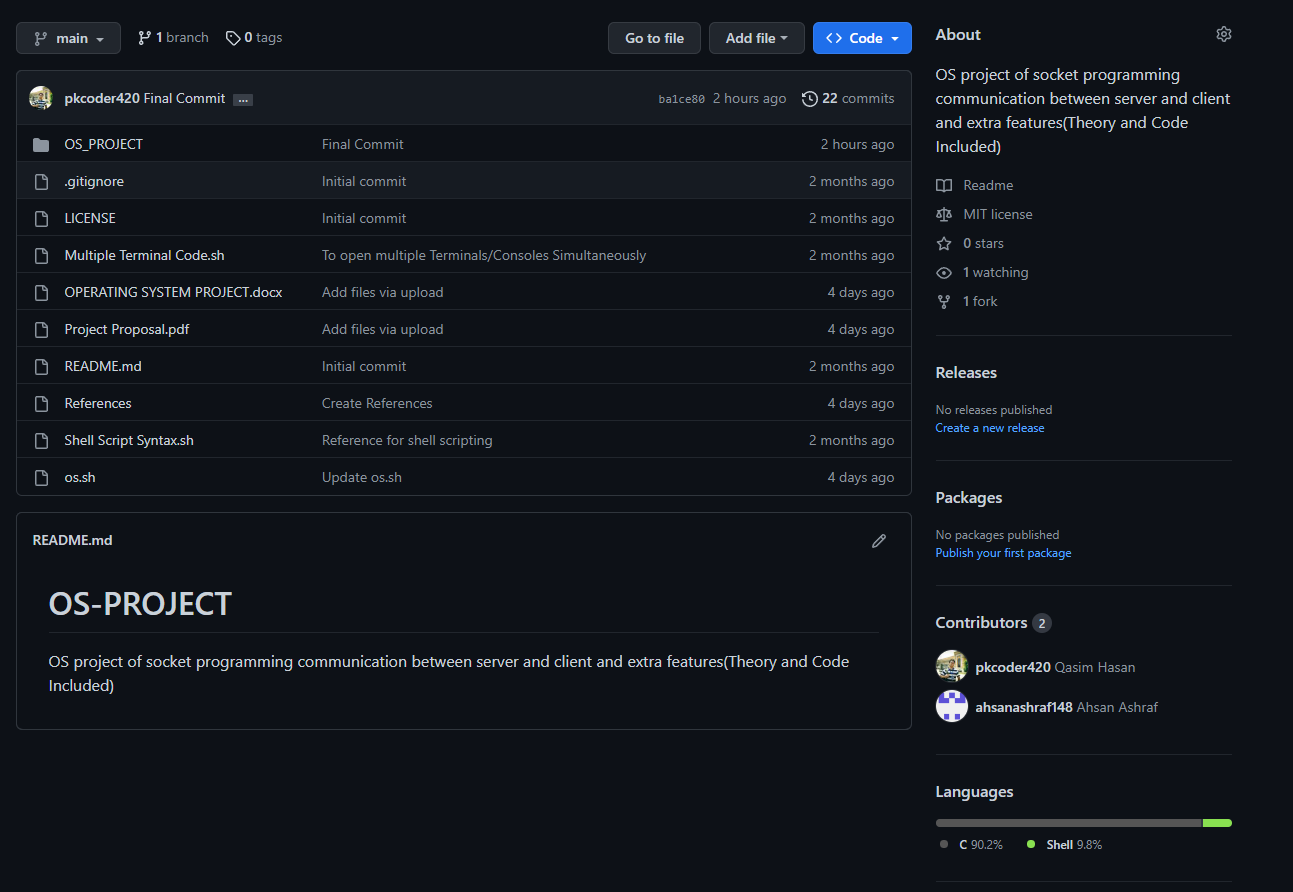 main
1 branch
0 tags
Go to file
Add file
Code
pkcoder420 Final Commit ...
ba1ce80 2 hours ago 22 commits
OS_PROJECT Final Commit 2 hours ago
.gitignore Initial commit 2 months ago
LICENSE Initial commit 2 months ago
Multiple Terminal Code.sh To open multiple Terminals/Consoles Simultaneously 2 months ago
OPERATING SYSTEM PROJECT.docx Add files via upload 4 days ago
Project Proposal.pdf Add files via upload 4 days ago
README.md Initial commit 2 months ago
References Create References 4 days ago
Shell Script Syntax.sh Reference for shell scripting 2 months ago
os.sh Update os.sh 4 days ago
README.md
OS-PROJECT
OS project of socket programming communication between server and client and extra features(Theory and Code
Included)
About
OS project of socket programming
communication between server and client
and extra features(Theory and Code
Included)
Readme
MIT license
0 stars
1 watching
1 fork
Releases
No releases published
Create a new release
Packages
No packages published
Publish your first package
Contributors 2
pkcoder420 Qasim Hasan
ahsanashraf148 Ahsan Ashraf
Languages
C 90.2% Shell 9.8%